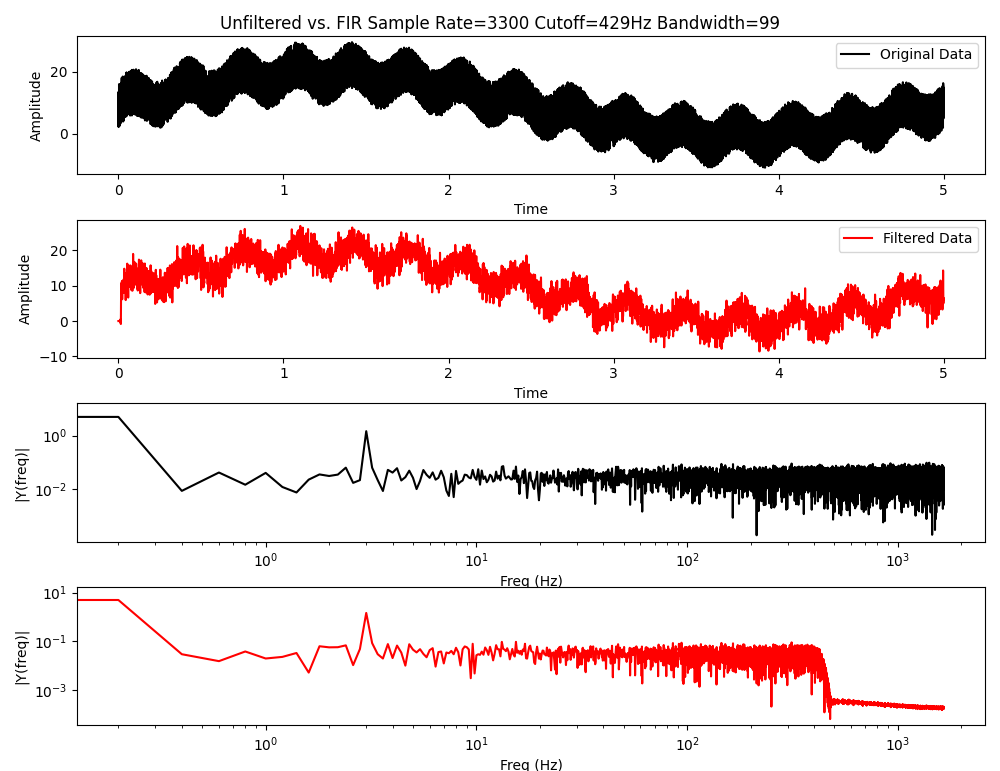 Unfiltered vs. FIR Sample Rate=3300 Cutoff=429Hz Bandwidth=99
Original Data
20
0
Amplitude
0 1 2 3 4 5
Time
Filtered Data
20
10
0
−10
Amplitude
0 1 2 3 4 5
Time
10⁰
10⁻²
|Y(freq)|
10⁰ 10¹ 10² 10³
Freq (Hz)
10¹
10⁻¹
10⁻³
|Y(freq)|
10⁰ 10¹ 10² 10³
Freq (Hz)